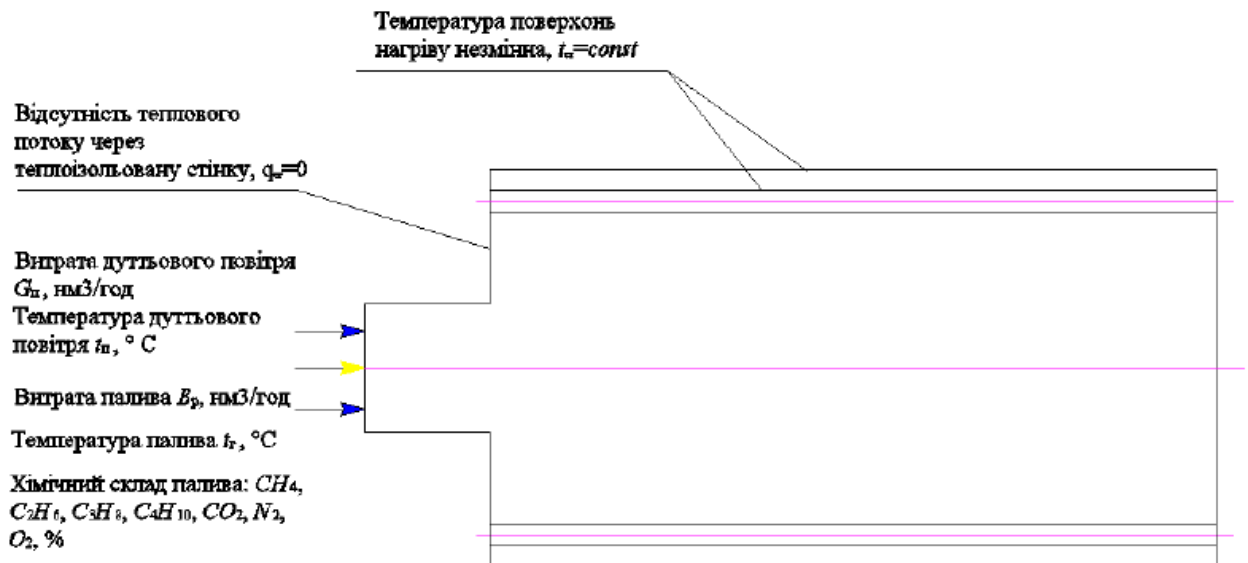 Температура поверхонь
нагріву незмінна, tн=const
Відсутність теплового
потоку через
теплоізольовану стінку, qн=0
Витрата дуттьового повітря
Gп, нм3/год
Температура дуттьового
повітря tп, ° C
Витрата палива Bр, нм3/год
Температура палива tг, °C
Хімічний склад палива: CH4,
C2H6, C3H8, C4H10, CO2, N2,
O2, %